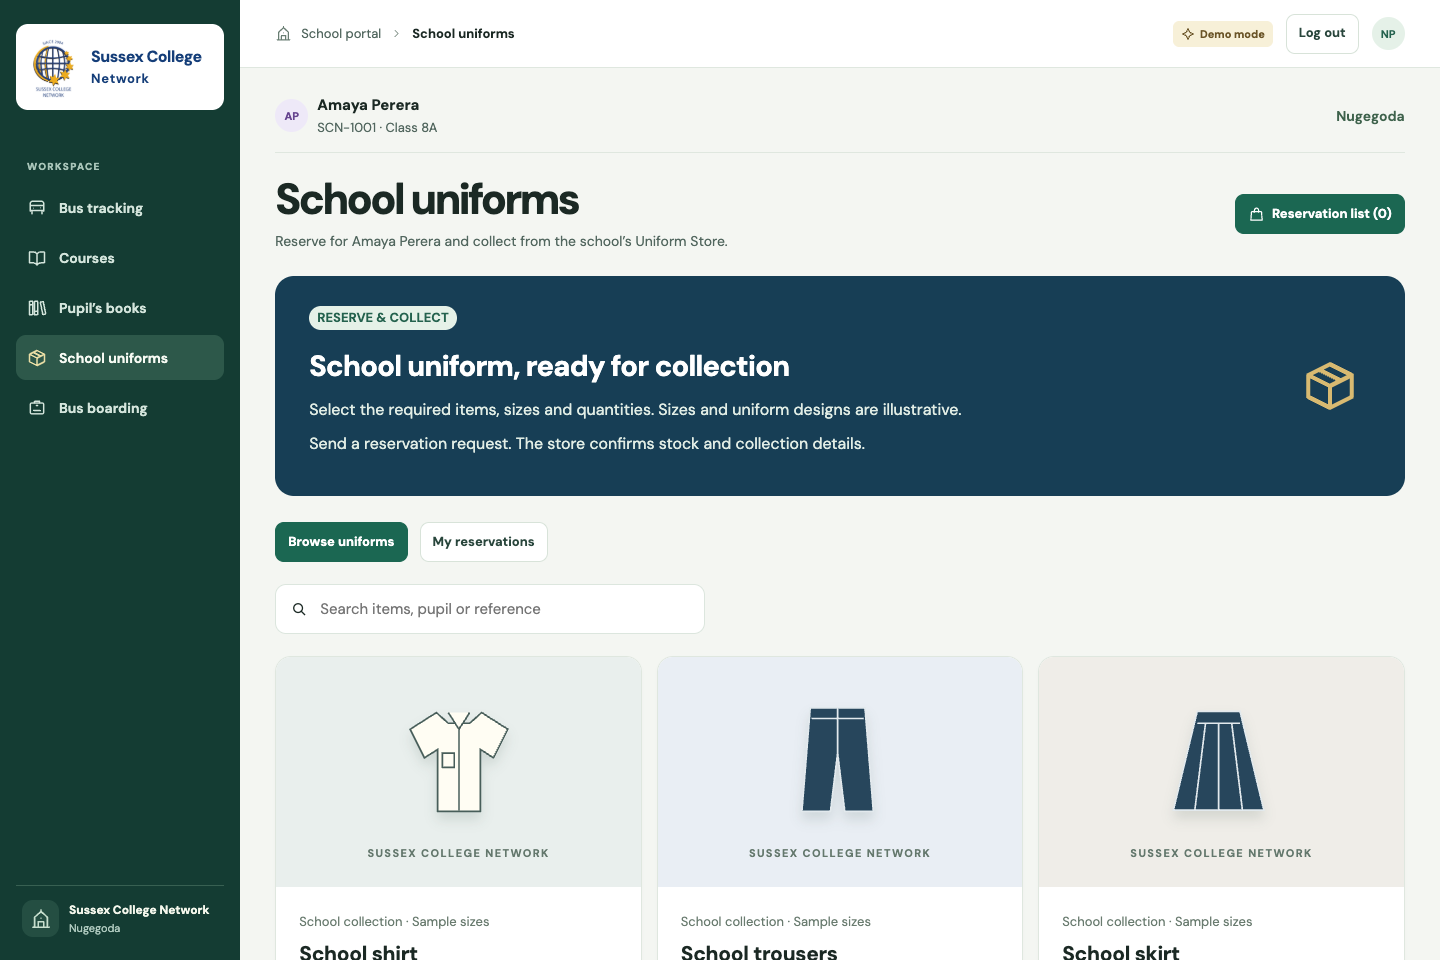 SINCE 1984
SUSSEX COLLEGE
NETWORK
Sussex College
Network
WORKSPACE
Bus tracking
Courses
Pupil’s books
School uniforms
Bus boarding
Sussex College Network
Nugegoda
School portal
School uniforms
Demo mode
Log out
NP
AP
Amaya Perera
SCN-1001 · Class 8A
Nugegoda
School uniforms
Reserve for Amaya Perera and collect from the school’s Uniform Store.
Reservation list (0)
RESERVE & COLLECT
School uniform, ready for collection
Select the required items, sizes and quantities. Sizes and uniform designs are illustrative.
Send a reservation request. The store confirms stock and collection details.
Browse uniforms
My reservations
Search items, pupil or reference
SUSSEX COLLEGE NETWORK
School collection · Sample sizes
School shirt
SUSSEX COLLEGE NETWORK
School collection · Sample sizes
School trousers
SUSSEX COLLEGE NETWORK
School collection · Sample sizes
School skirt